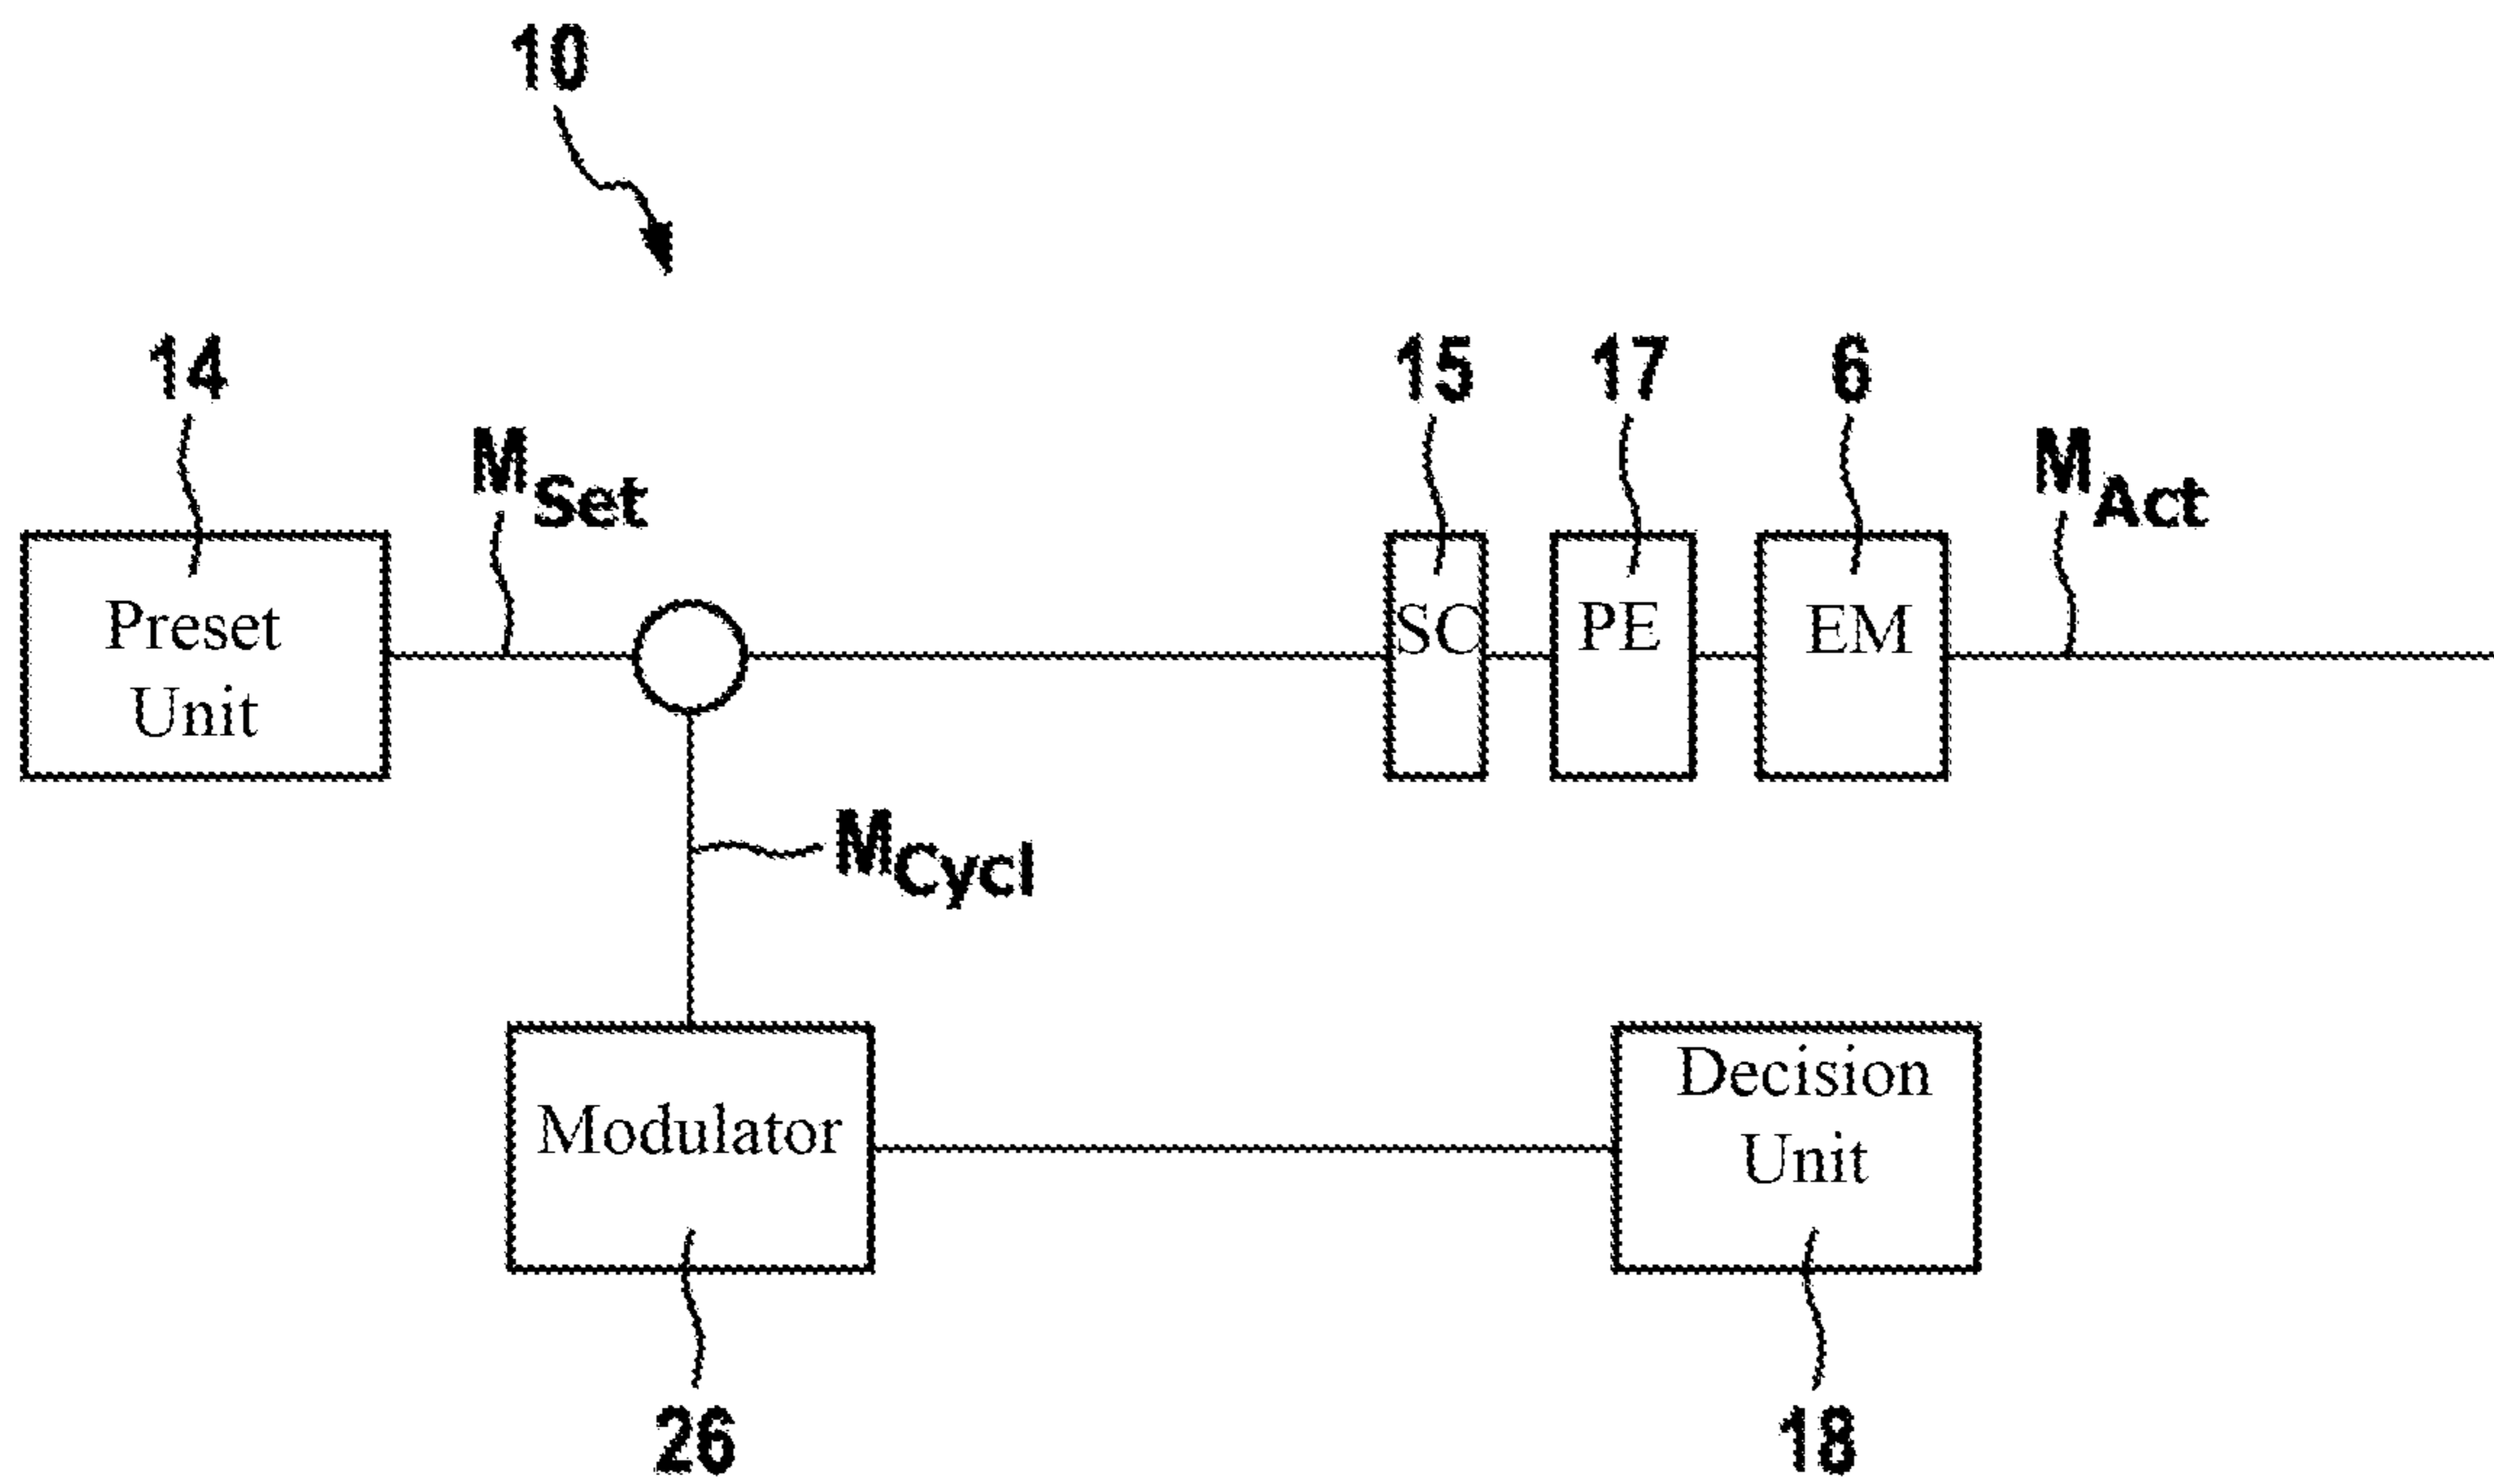 10
14
15
17
6
MSet
MAct
Preset
Unit
SC
PE
EM
MCycl
Modulator
Decision
Unit
26
18